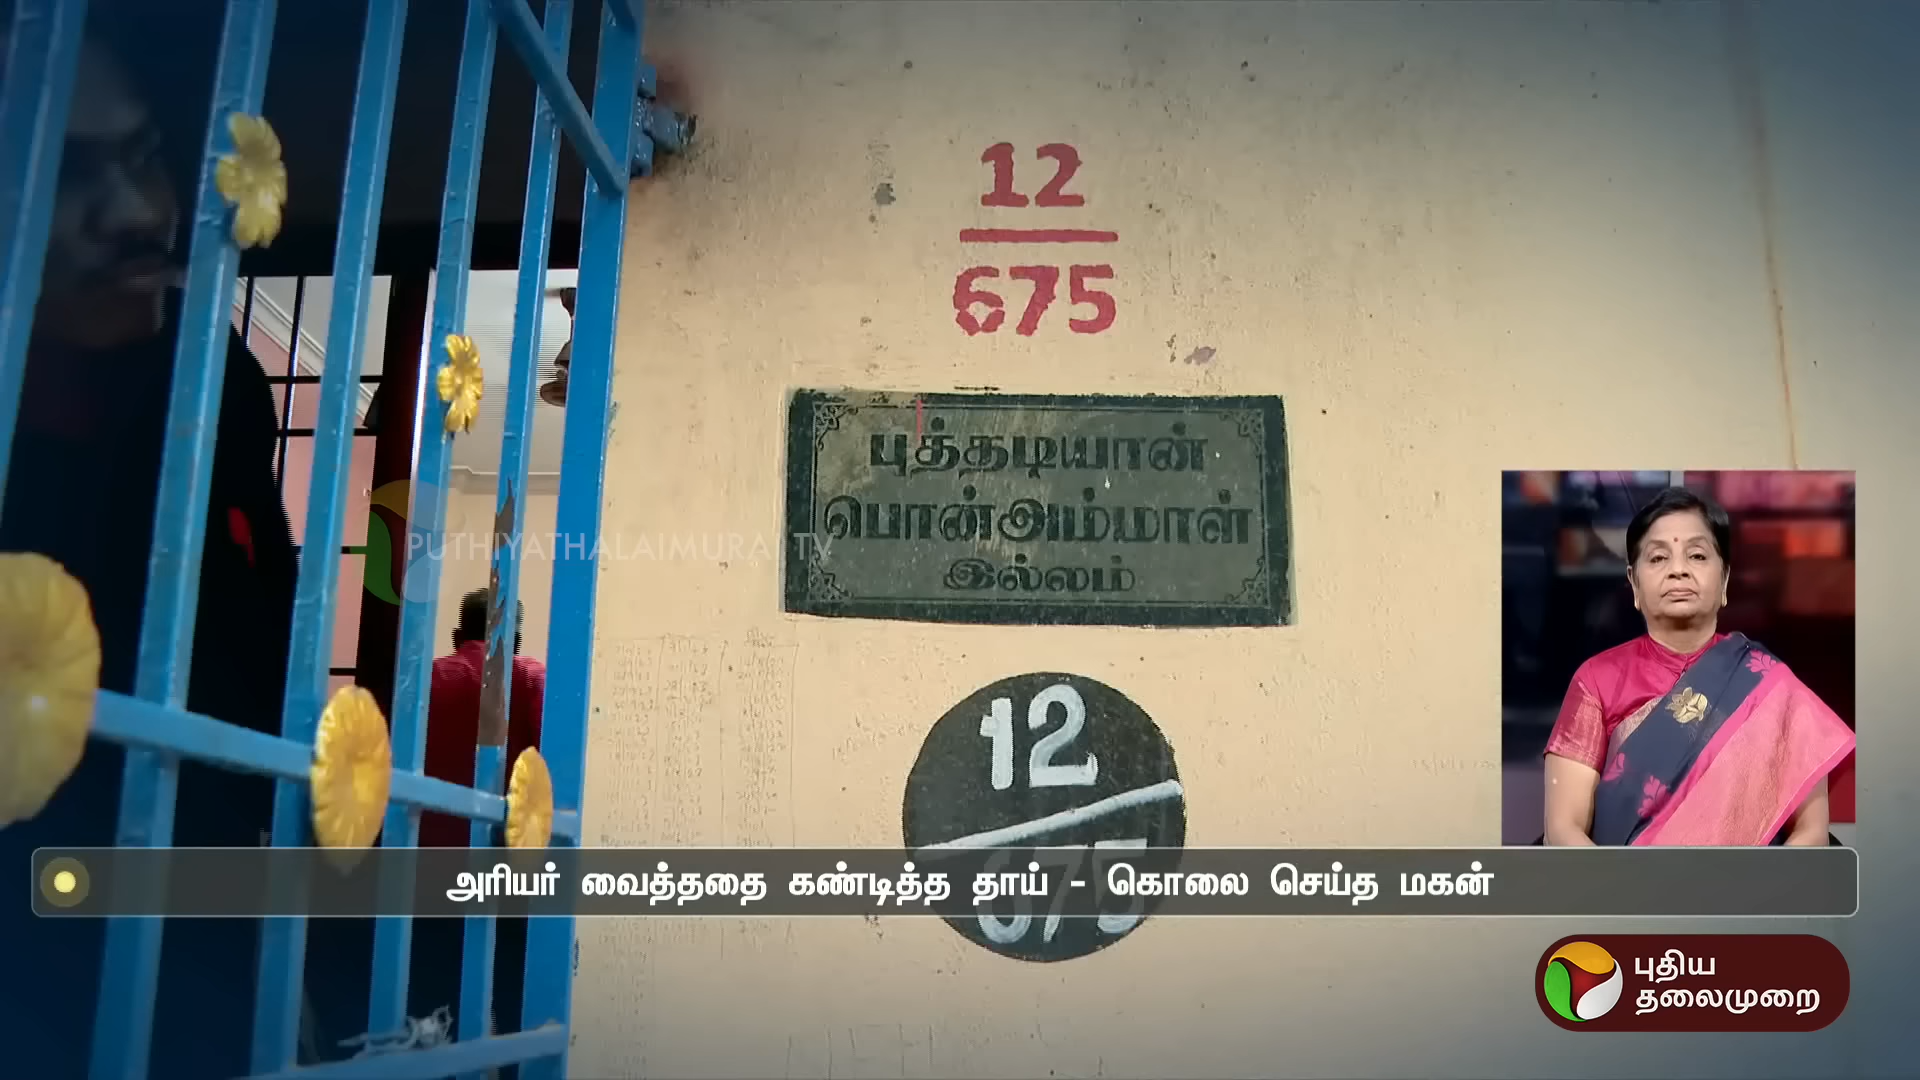 12
675
புத்தடியான்
பொன்அம்மாள்
இல்லம்
PUTHIYATHALAIMURAI TV
12
675
அரியர் வைத்ததை கண்டித்த தாய் - கொலை செய்த மகன்
புதிய
தலைமுறை